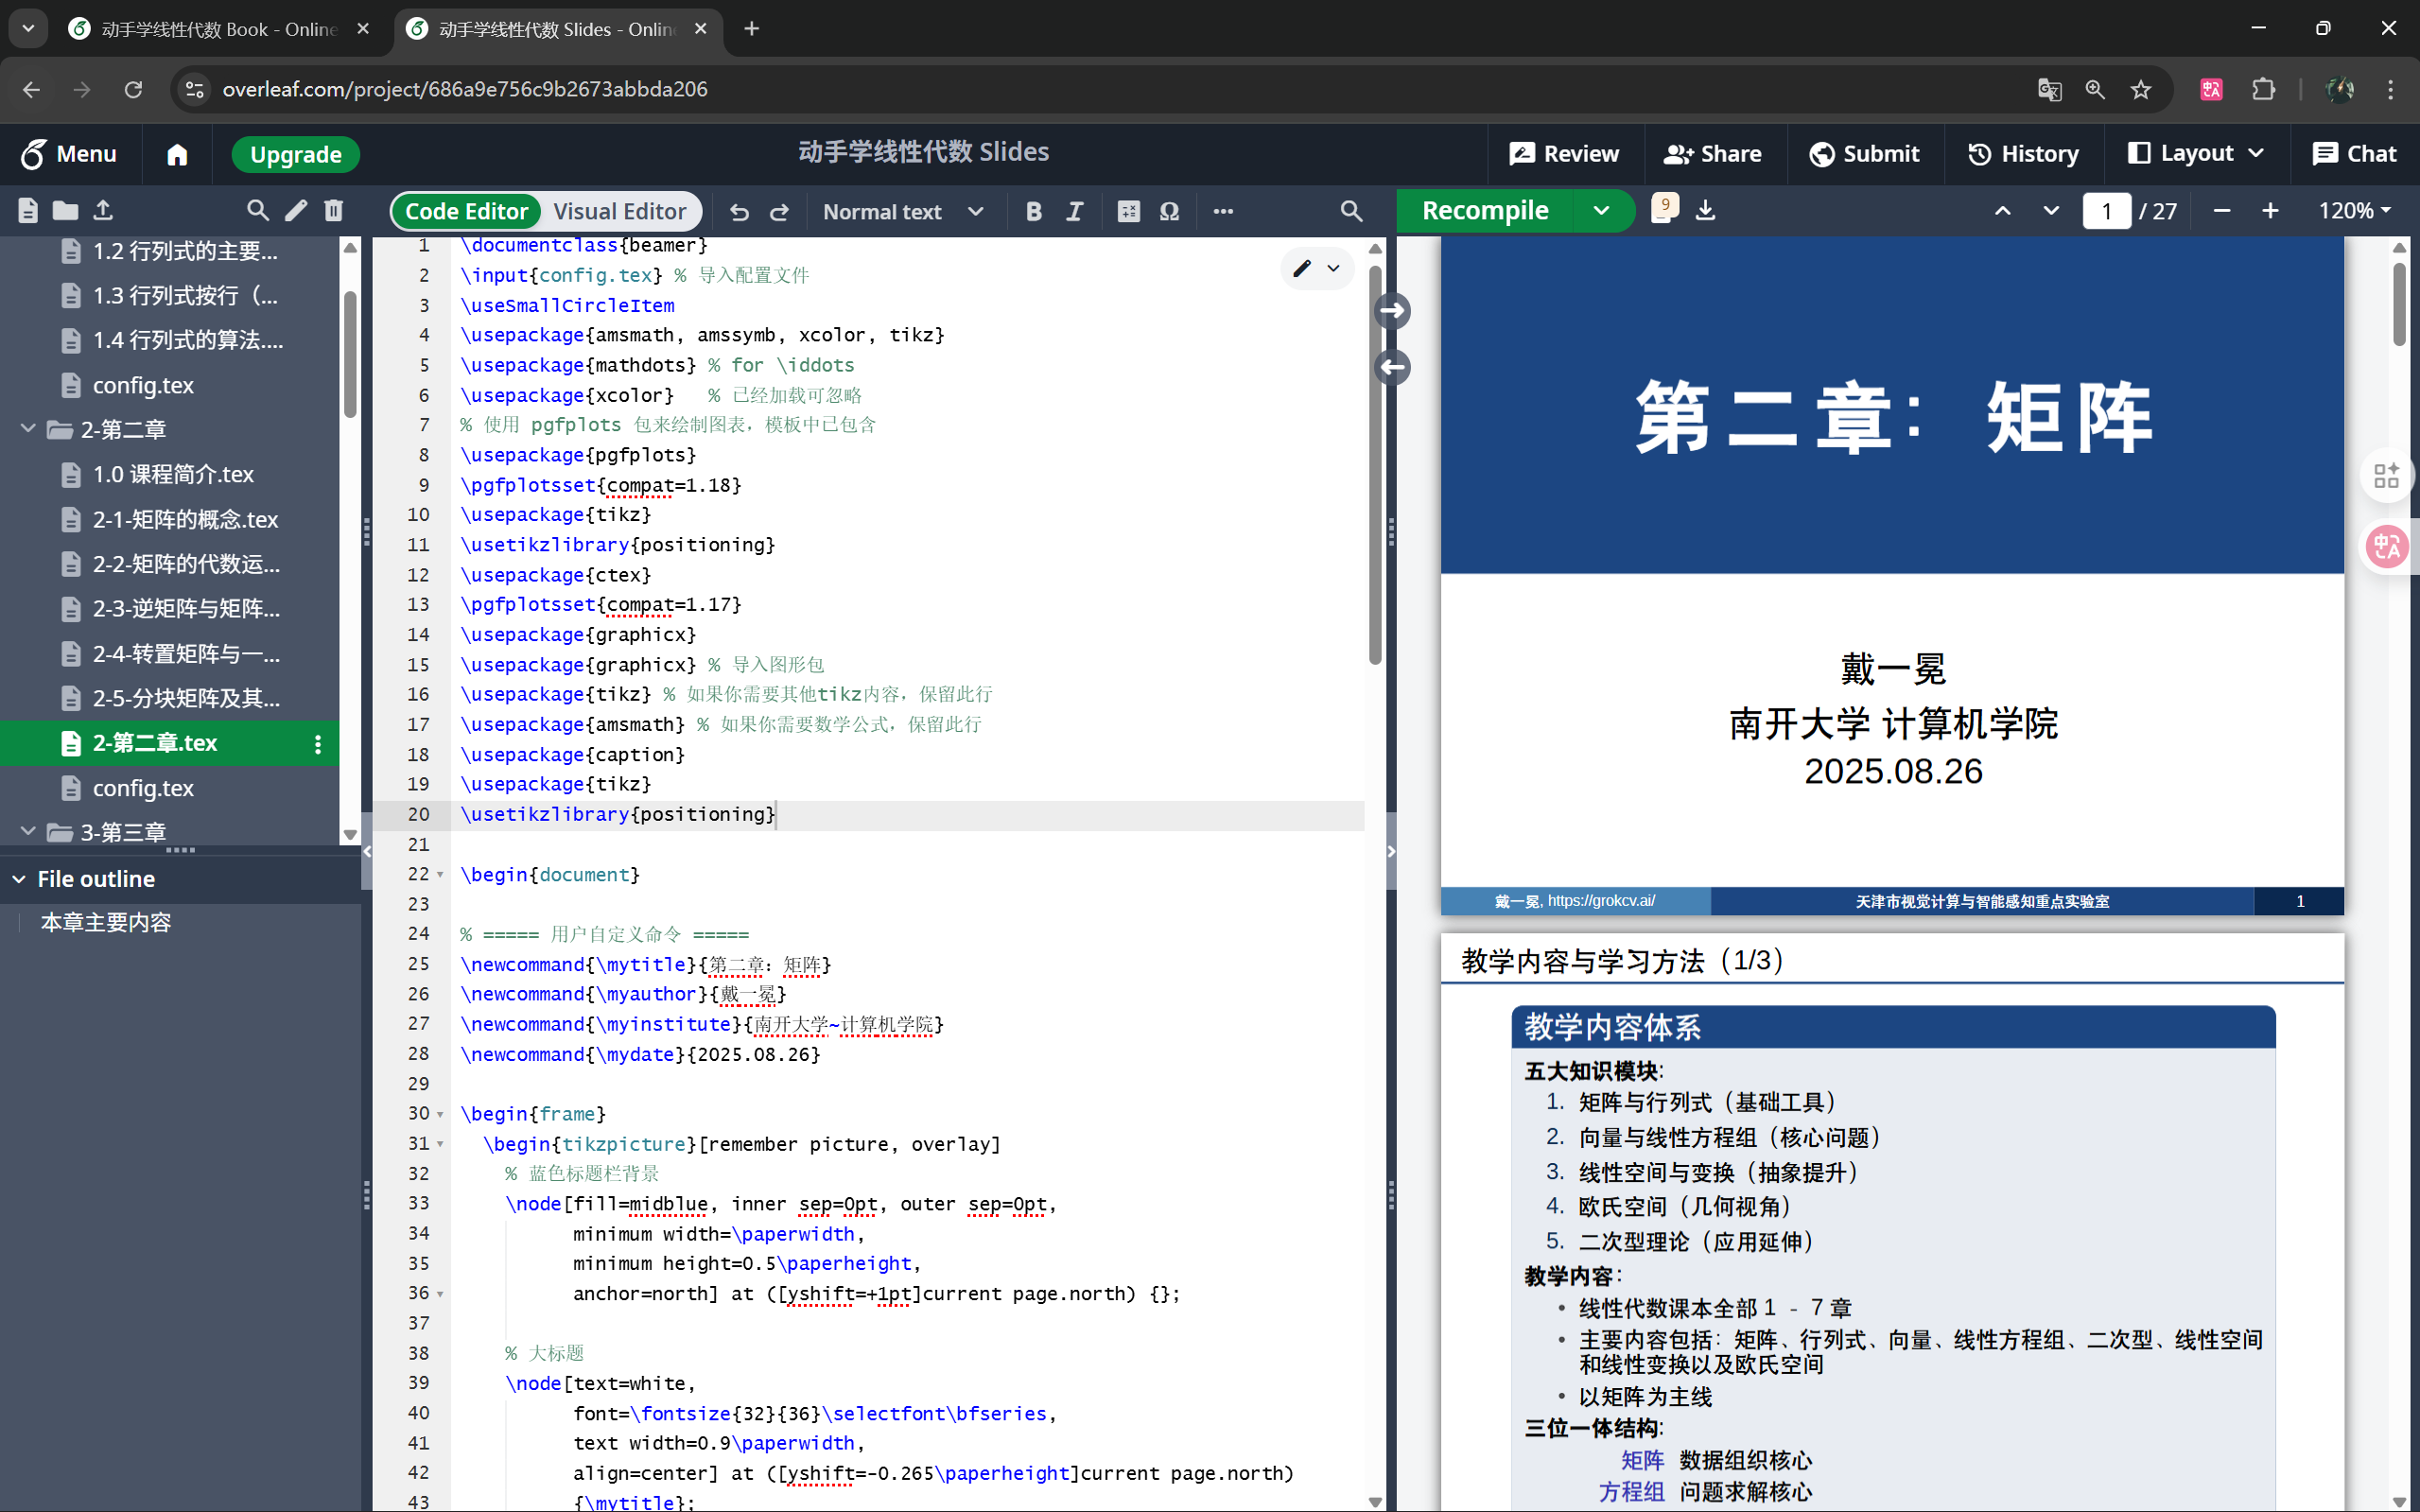 动手学线性代数 Book - Online
动手学线性代数 Slides - Onlin
overleaf.com/project/686a9e756c9b2673abbda206
Menu
Upgrade
动手学线性代数 Slides
Review
Share
Submit
History
Layout
Chat
Code Editor
Visual Editor
Normal text
Recompile
9
1 / 27
120%
1.2 行列式的主要...
1.3 行列式按行（...
1.4 行列式的算法....
config.tex
2-第二章
1.0 课程简介.tex
2-1-矩阵的概念.tex
2-2-矩阵的代数运...
2-3-逆矩阵与矩阵...
2-4-转置矩阵与一...
2-5-分块矩阵及其...
2-第二章.tex
config.tex
3-第三章
File outline
本章主要内容
1 \documentclass{beamer}
2 \input{config.tex} % 导入配置文件
3 \useSmallCircleItem
4 \usepackage{amsmath, amssymb, xcolor, tikz}
5 \usepackage{mathdots} % for \iddots
6 \usepackage{xcolor}   % 已经加载可忽略
7 % 使用 pgfplots 包来绘制图表，模板中已包含
8 \usepackage{pgfplots}
9 \pgfplotsset{compat=1.18}
10 \usepackage{tikz}
11 \usetikzlibrary{positioning}
12 \usepackage{ctex}
13 \pgfplotsset{compat=1.17}
14 \usepackage{graphicx}
15 \usepackage{graphicx} % 导入图形包
16 \usepackage{tikz} % 如果你需要其他tikz内容，保留此行
17 \usepackage{amsmath} % 如果你需要数学公式，保留此行
18 \usepackage{caption}
19 \usepackage{tikz}
20 \usetikzlibrary{positioning}
21
22 \begin{document}
23
24 % ===== 用户自定义命令 =====
25 \newcommand{\mytitle}{第二章：矩阵}
26 \newcommand{\myauthor}{戴一冕}
27 \newcommand{\myinstitute}{南开大学~计算机学院}
28 \newcommand{\mydate}{2025.08.26}
29
30 \begin{frame}
31 \begin{tikzpicture}[remember picture, overlay]
32 % 蓝色标题栏背景
33 \node[fill=midblue, inner sep=0pt, outer sep=0pt,
34 minimum width=\paperwidth,
35 minimum height=0.5\paperheight,
36 anchor=north] at ([yshift=+1pt]current page.north) {};
37
38 % 大标题
39 \node[text=white,
40 font=\fontsize{32}{36}\selectfont\bfseries,
41 text width=0.9\paperwidth,
42 align=center] at ([yshift=-0.265\paperheight]current page.north)
43 {\mytitle};
第二章：矩阵
戴一冕
南开大学 计算机学院
2025.08.26
戴一冕, https://grokcv.ai/
天津市视觉计算与智能感知重点实验室
1
教学内容与学习方法（1/3）
教学内容体系
五大知识模块:
1. 矩阵与行列式（基础工具）
2. 向量与线性方程组（核心问题）
3. 线性空间与变换（抽象提升）
4. 欧氏空间（几何视角）
5. 二次型理论（应用延伸）
教学内容:
• 线性代数课本全部 1 - 7 章
• 主要内容包括：矩阵、行列式、向量、线性方程组、二次型、线性空间
和线性变换以及欧氏空间
• 以矩阵为主线
三位一体结构:
矩阵 数据组织核心
方程组 问题求解核心